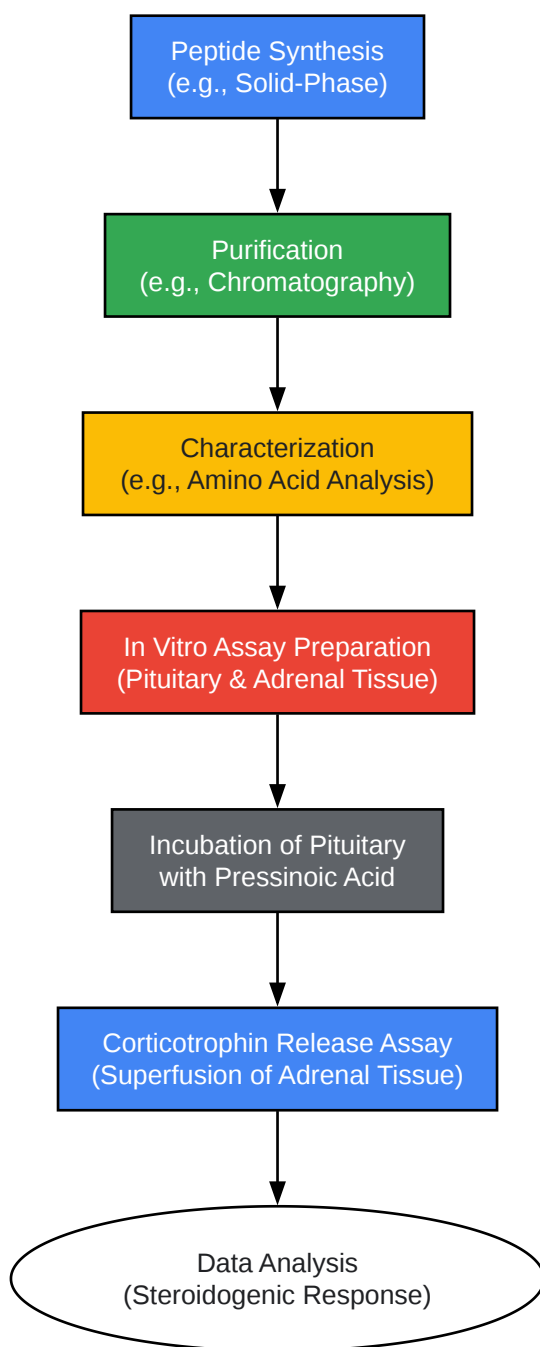 Peptide Synthesis
(e.g., Solid-Phase)
Purification
(e.g., Chromatography)
Characterization
(e.g., Amino Acid Analysis)
In Vitro Assay Preparation
(Pituitary & Adrenal Tissue)
Incubation of Pituitary
with Pressinoic Acid
Corticotrophin Release Assay
(Superfusion of Adrenal Tissue)
Data Analysis
(Steroidogenic Response)